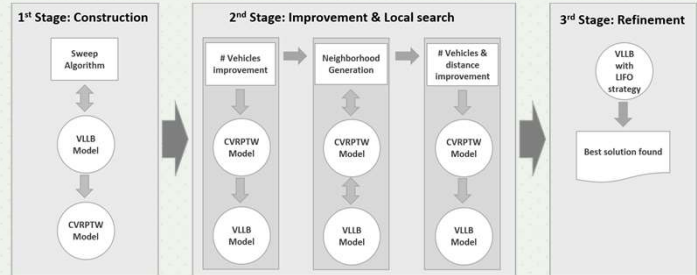 1st Stage: Construction
Sweep
Algorithm
VLLB
Model
CVRPTW
Model
2nd Stage: Improvement & Local search
# Vehicles
improvement
CVRPTW
Model
VLLB
Model
Neighborhood
Generation
CVRPTW
Model
VLLB
Model
# Vehicles &
distance
improvement
CVRPTW
Model
VLLB
Model
3rd Stage: Refinement
VLLB
with
LIFO
strategy
Best solution found